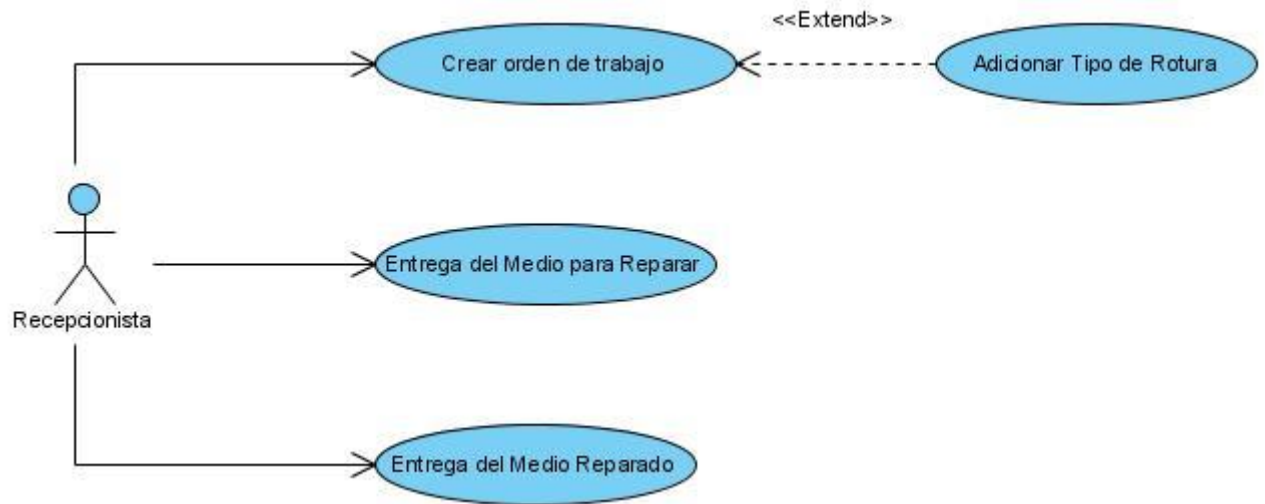 <<Extend>>
Crear orden de trabajo
Adicionar Tipo de Rotura
Entrega del Medio para Reparar
Recepcionista
Entrega del Medio Reparado